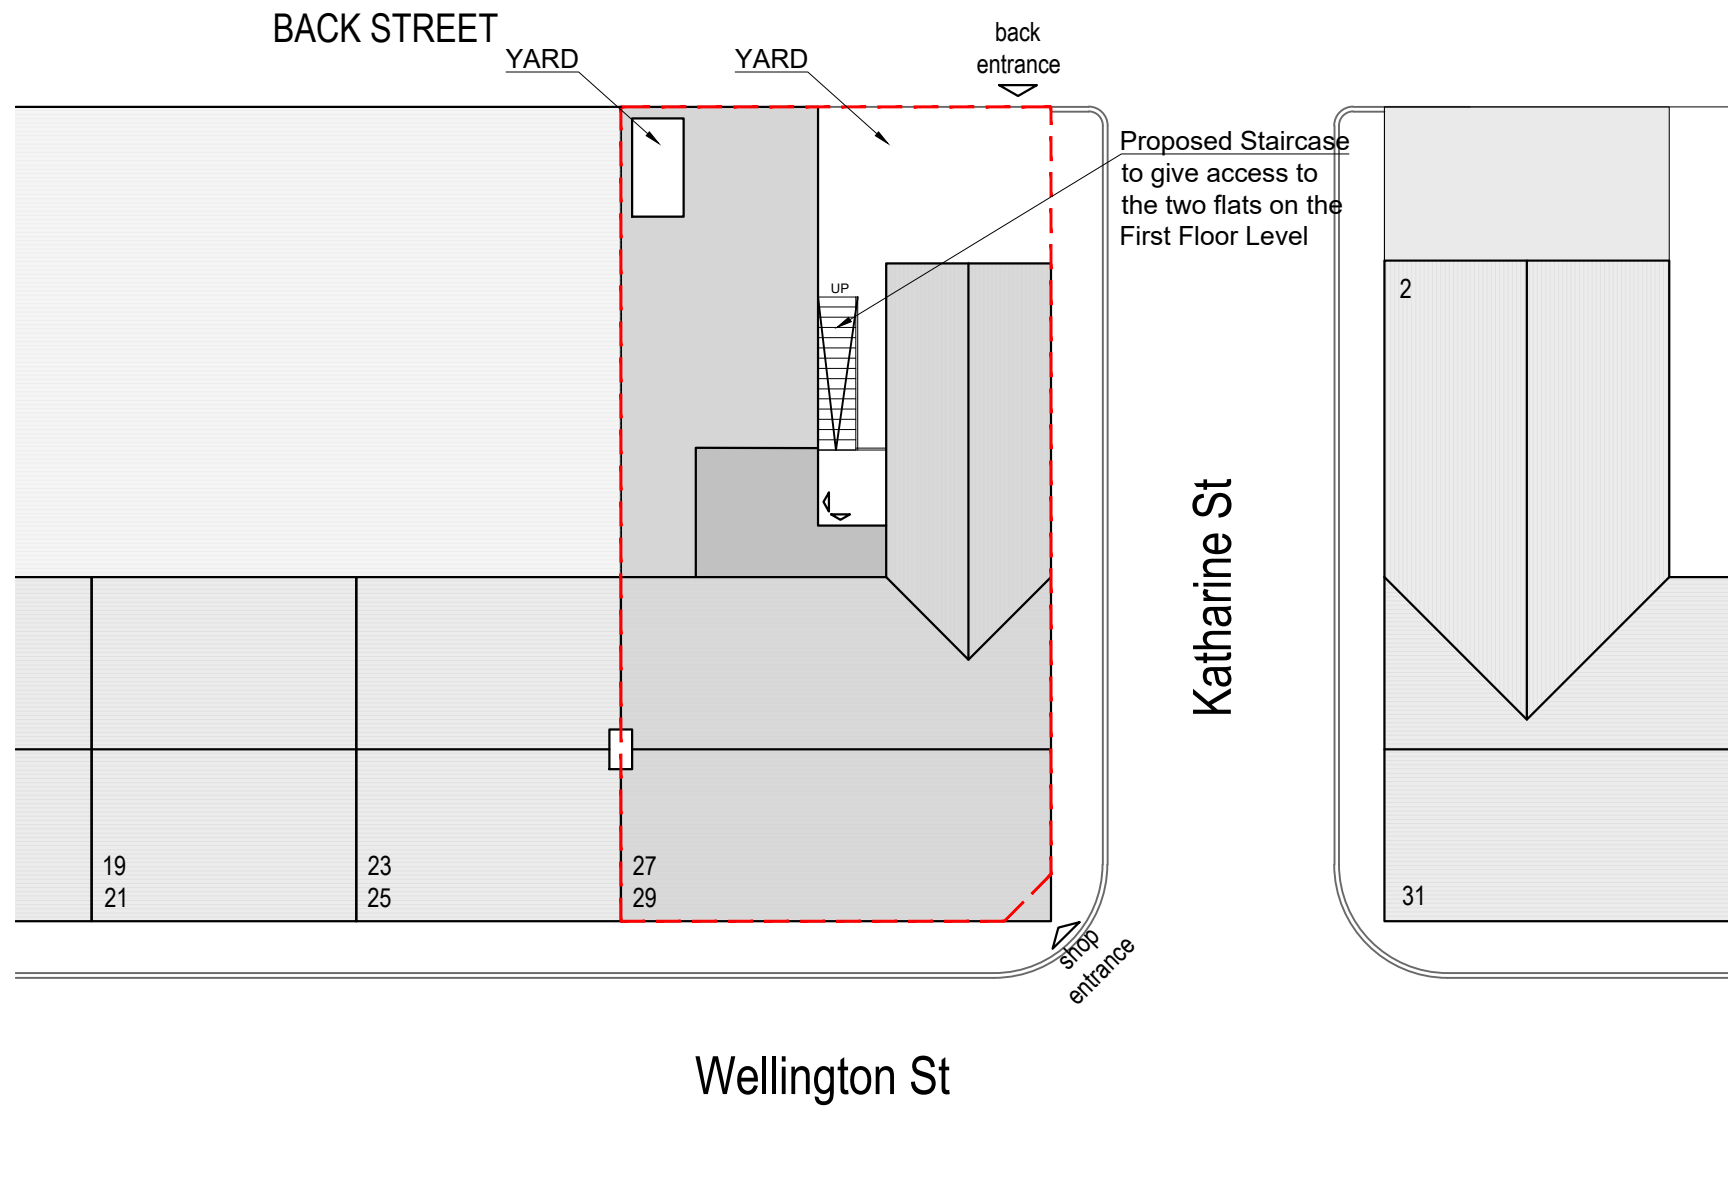 BACK STREET
YARD
YARD
back
entrance
Proposed Staircase
to give access to
the two flats on the
First Floor Level
UP
2
Katharine St
19
21
23
25
27
29
31
shop
entrance
Wellington St